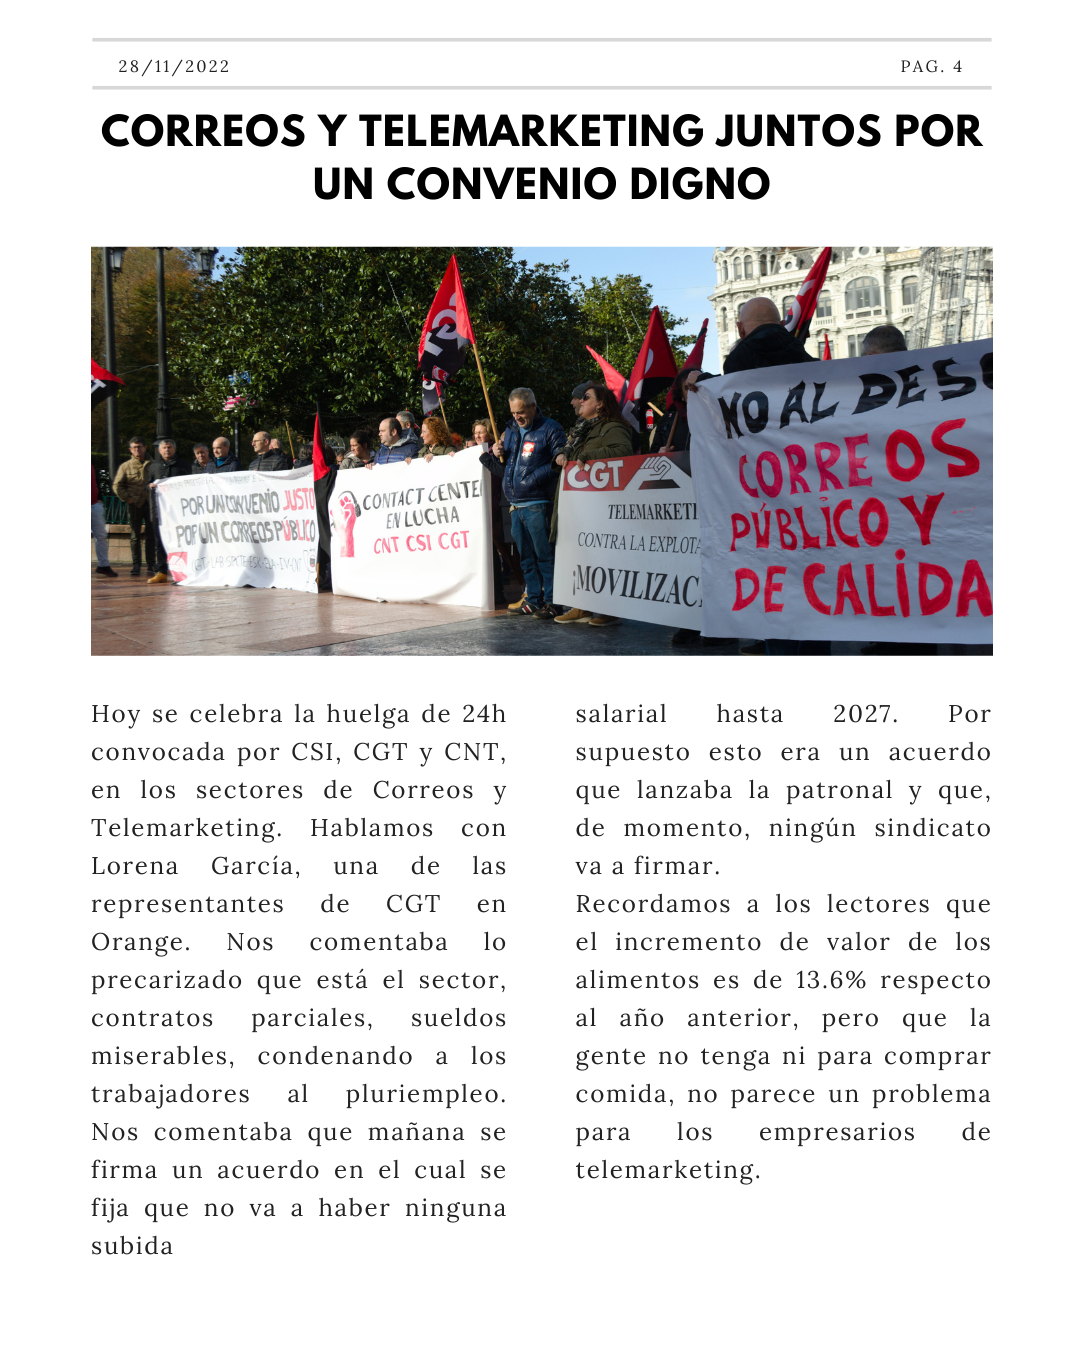 28/11/2022
PAG. 4
CORREOS Y TELEMARKETING JUNTOS POR
UN CONVENIO DIGNO
POR UN CONVENIO JUSTO
POR UN CORREOS PÚBLICO
CONTACT CENTE
EN LUCHA
CNT CSI CGT
CGT
TELEMARKETI
CONTRA LA EXPLOTA
¡MOVILIZAC
NO AL DES
CORREOS
PÚBLICO Y
DE CALIDA
Hoy se celebra la huelga de 24h
convocada por CSI, CGT y CNT,
en los sectores de Correos y
Telemarketing. Hablamos con
Lorena García, una de las
representantes de CGT en
Orange. Nos comentaba lo
precarizado que está el sector,
contratos parciales, sueldos
miserables, condenando a los
trabajadores al pluriempleo.
Nos comentaba que mañana se
firma un acuerdo en el cual se
fija que no va a haber ninguna
subida
salarial hasta 2027. Por
supuesto esto era un acuerdo
que lanzaba la patronal y que,
de momento, ningún sindicato
va a firmar.
Recordamos a los lectores que
el incremento de valor de los
alimentos es de 13.6% respecto
al año anterior, pero que la
gente no tenga ni para comprar
comida, no parece un problema
para los empresarios de
telemarketing.